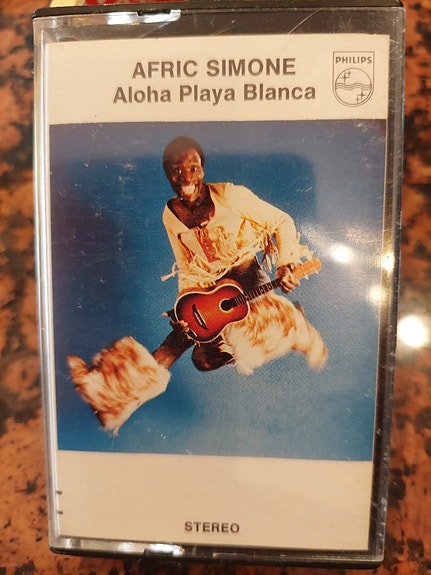 AFRIC SIMONE
Aloha Playa Blanca
PHILIPS
STEREO